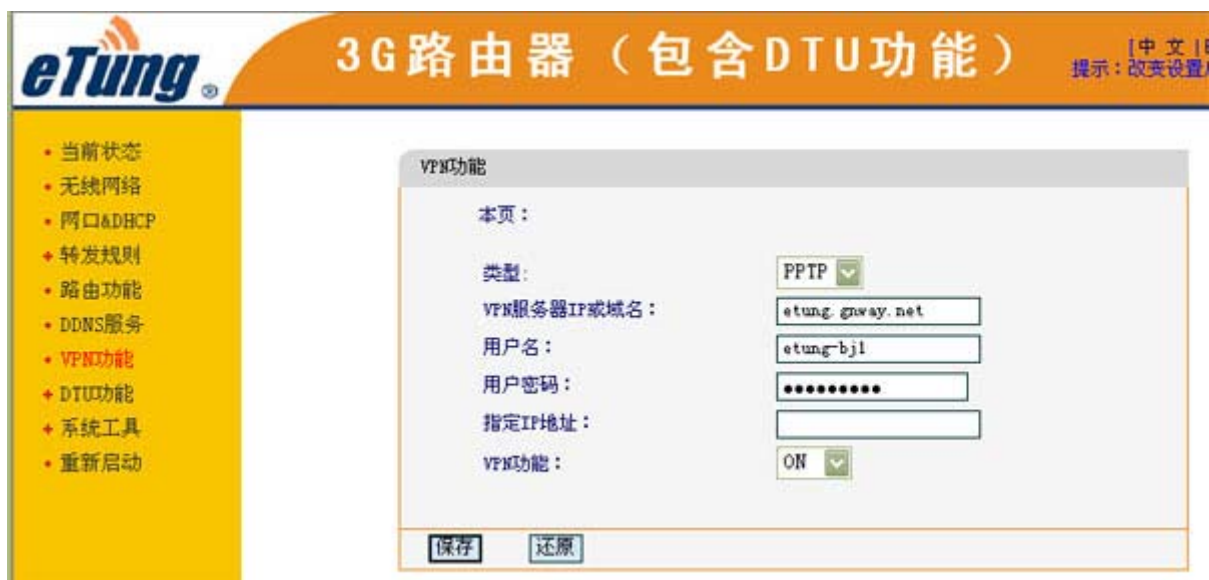 eTung ®
3G路由器（包含DTU功能）
[中 文 |
提示：改变设置
当前状态
无线网络
网口&DHCP
转发规则
路由功能
DDNS服务
VPN功能
DTU功能
系统工具
重新启动
VPN功能
本页：
类型: PPTP
VPN服务器IP或域名： etung.gnway.net
用户名： etung-bj1
用户密码： ●●●●●●●●●
指定IP地址：
VPN功能： ON
保存 还原